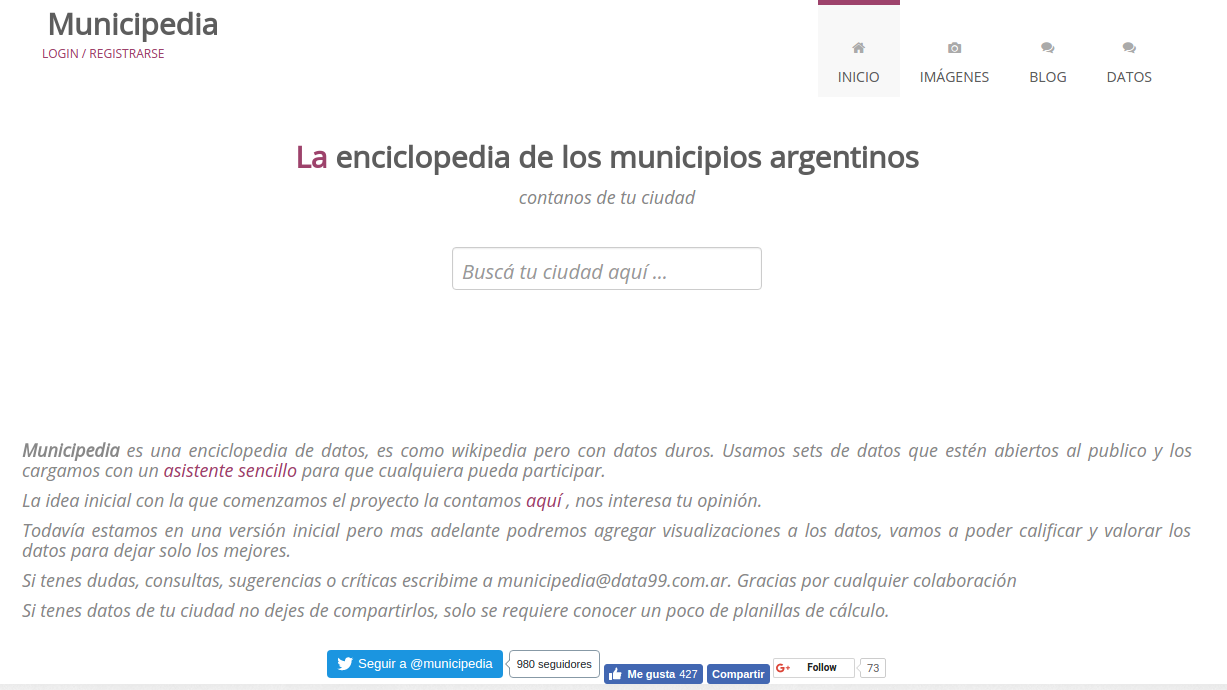 Municipedia
LOGIN / REGISTRARSE
INICIO
IMÁGENES
BLOG
DATOS
La enciclopedia de los municipios argentinos
contanos de tu ciudad
Buscá tu ciudad aquí ...
Municipedia es una enciclopedia de datos, es como wikipedia pero con datos duros. Usamos sets de datos que estén abiertos al publico y los
cargamos con un asistente sencillo para que cualquiera pueda participar.
La idea inicial con la que comenzamos el proyecto la contamos aquí , nos interesa tu opinión.
Todavía estamos en una versión inicial pero mas adelante podremos agregar visualizaciones a los datos, vamos a poder calificar y valorar los
datos para dejar solo los mejores.
Si tenes dudas, consultas, sugerencias o críticas escribime a municipedia@data99.com.ar. Gracias por cualquier colaboración
Si tenes datos de tu ciudad no dejes de compartirlos, solo se requiere conocer un poco de planillas de cálculo.
Seguir a @municipedia 980 seguidores Me gusta 427 Compartir G+ Follow 73